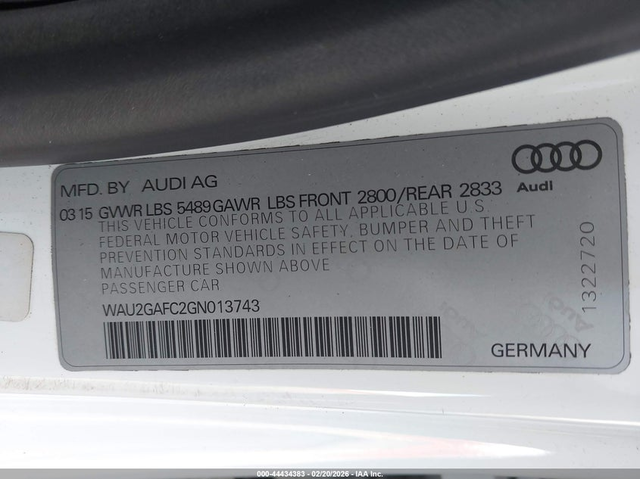 MFD. BY AUDI AG
Audi
03 15 GVWR LBS 5489 GAWR LBS FRONT 2800/REAR 2833
THIS VEHICLE CONFORMS TO ALL APPLICABLE U S
FEDERAL MOTOR VEHICLE SAFETY, BUMPER AND THEFT
PREVENTION STANDARDS IN EFFECT ON THE DATE OF
MANUFACTURE SHOWN ABOVE
PASSENGER CAR
WAU2GAFC2GN013743
1322720
GERMANY
000-44434383 - 02/20/2026 - IAA Inc.